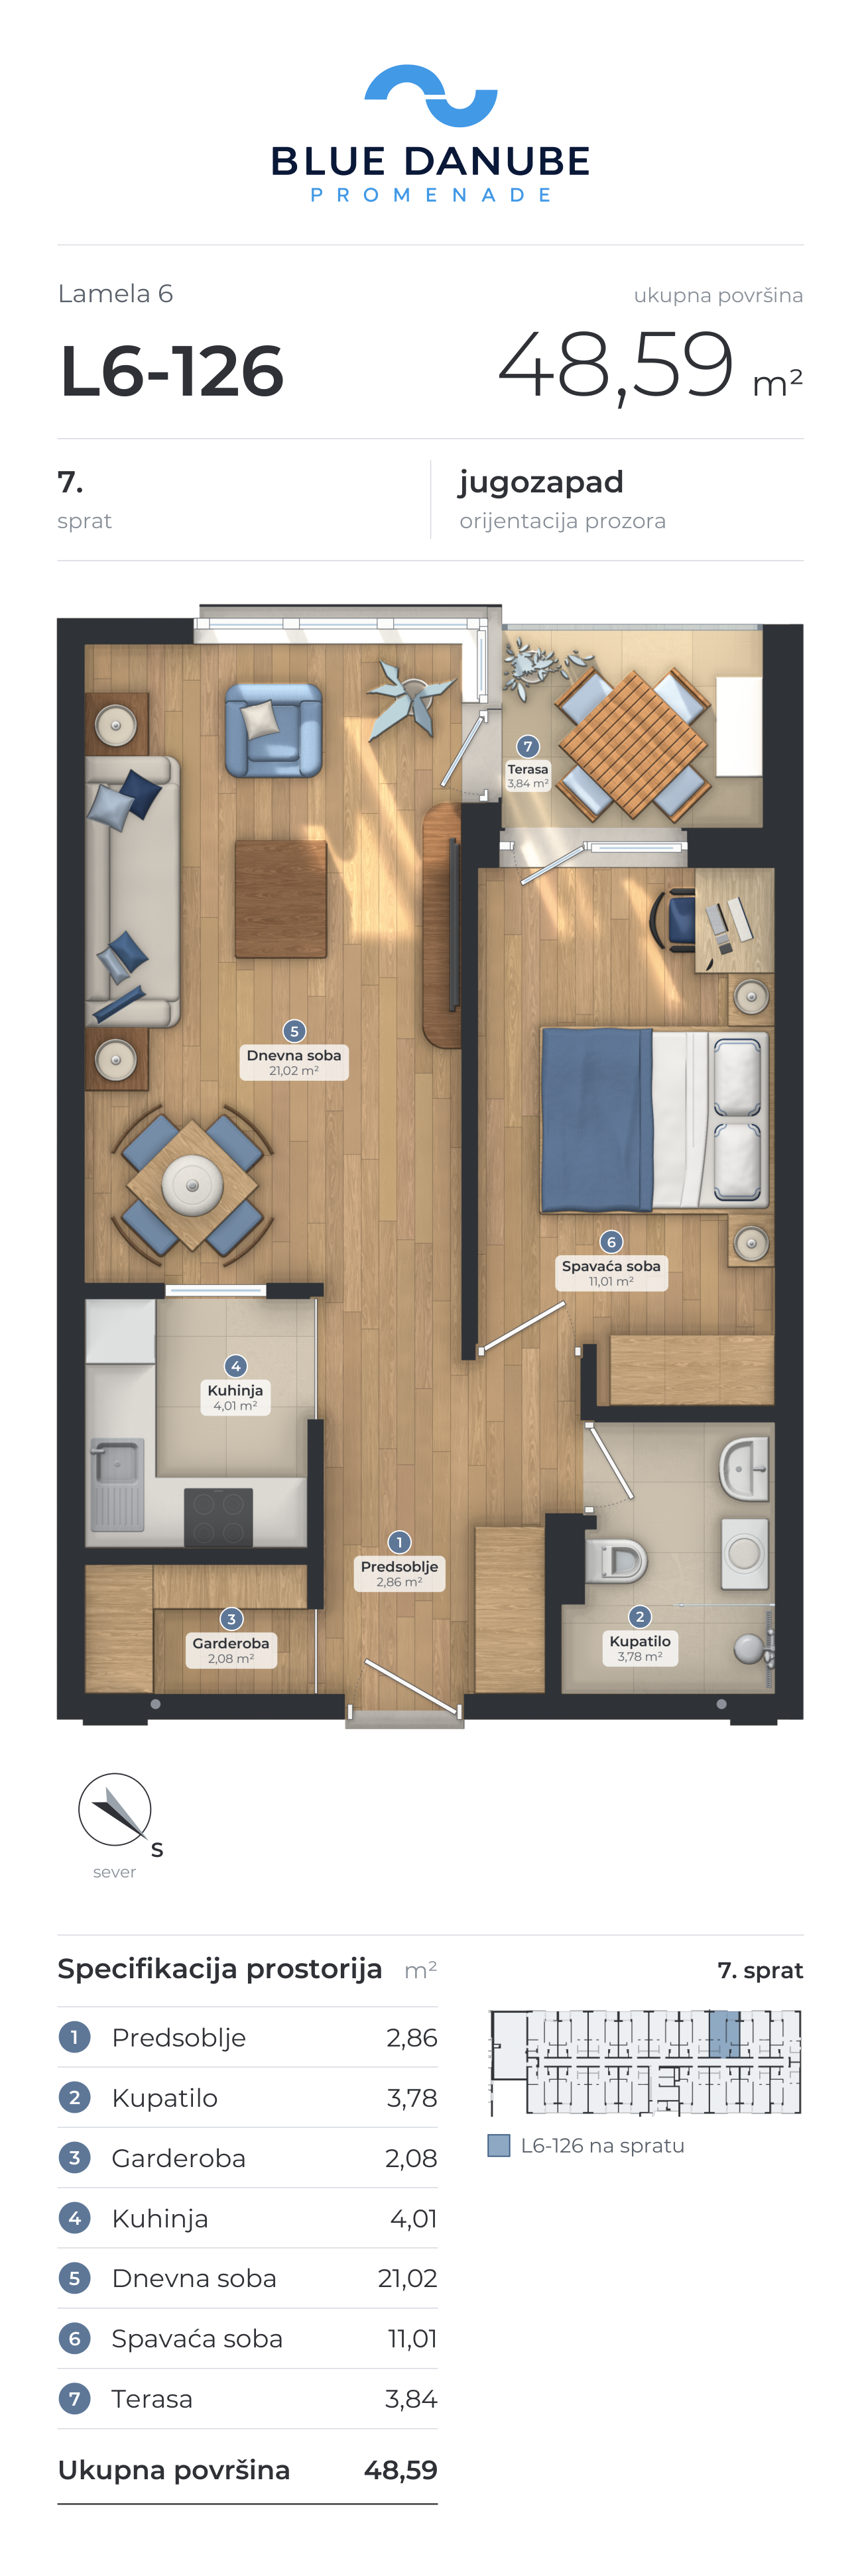 BLUE DANUBE
PROMENADE
Lamela 6
ukupna površina
L6-126
48,59 m²
7.
sprat
jugozapad
orijentacija prozora
7
Terasa
3,84 m²
5
Dnevna soba
21,02 m²
6
Spavaća soba
11,01 m²
4
Kuhinja
4,01 m²
1
Predsoblje
2,86 m²
3
Garderoba
2,08 m²
2
Kupatilo
3,78 m²
S
sever
Specifikacija prostorija m²
1 Predsoblje 2,86
2 Kupatilo 3,78
3 Garderoba 2,08
4 Kuhinja 4,01
5 Dnevna soba 21,02
6 Spavaća soba 11,01
7 Terasa 3,84
Ukupna površina 48,59
7. sprat
L6-126 na spratu